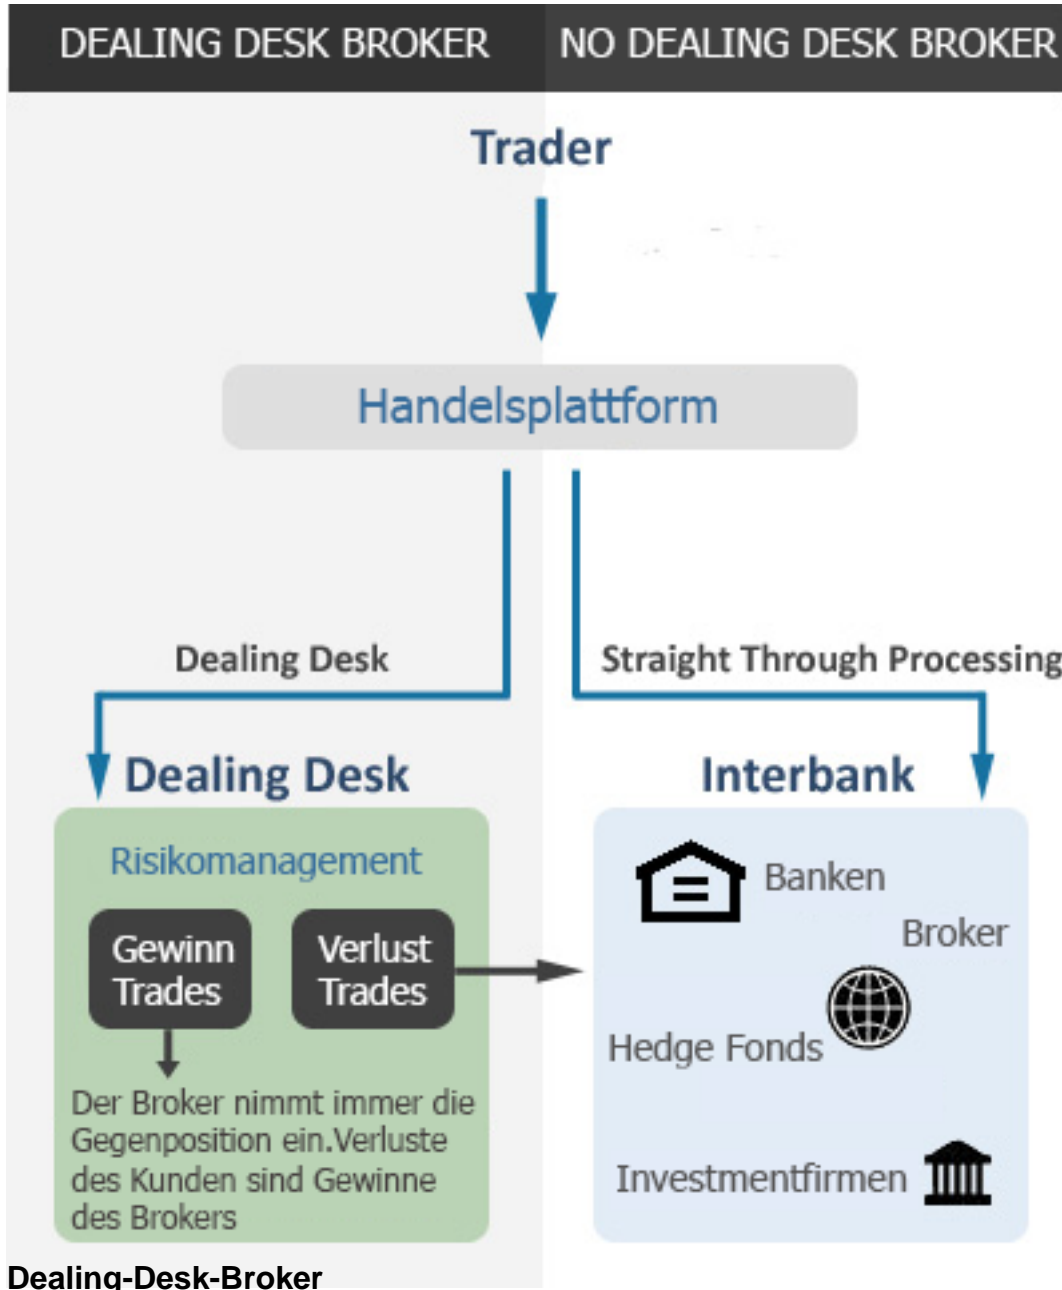 DEALING DESK BROKER
NO DEALING DESK BROKER
Trader
Handelsplattform
Dealing Desk
Straight Through Processing
Dealing Desk
Risikomanagement
Gewinn
Trades
Verlust
Trades
Der Broker nimmt immer die
Gegenposition ein.Verluste
des Kunden sind Gewinne
des Brokers
Interbank
Banken
Broker
Hedge Fonds
Investmentfirmen
Dealing-Desk-Broker